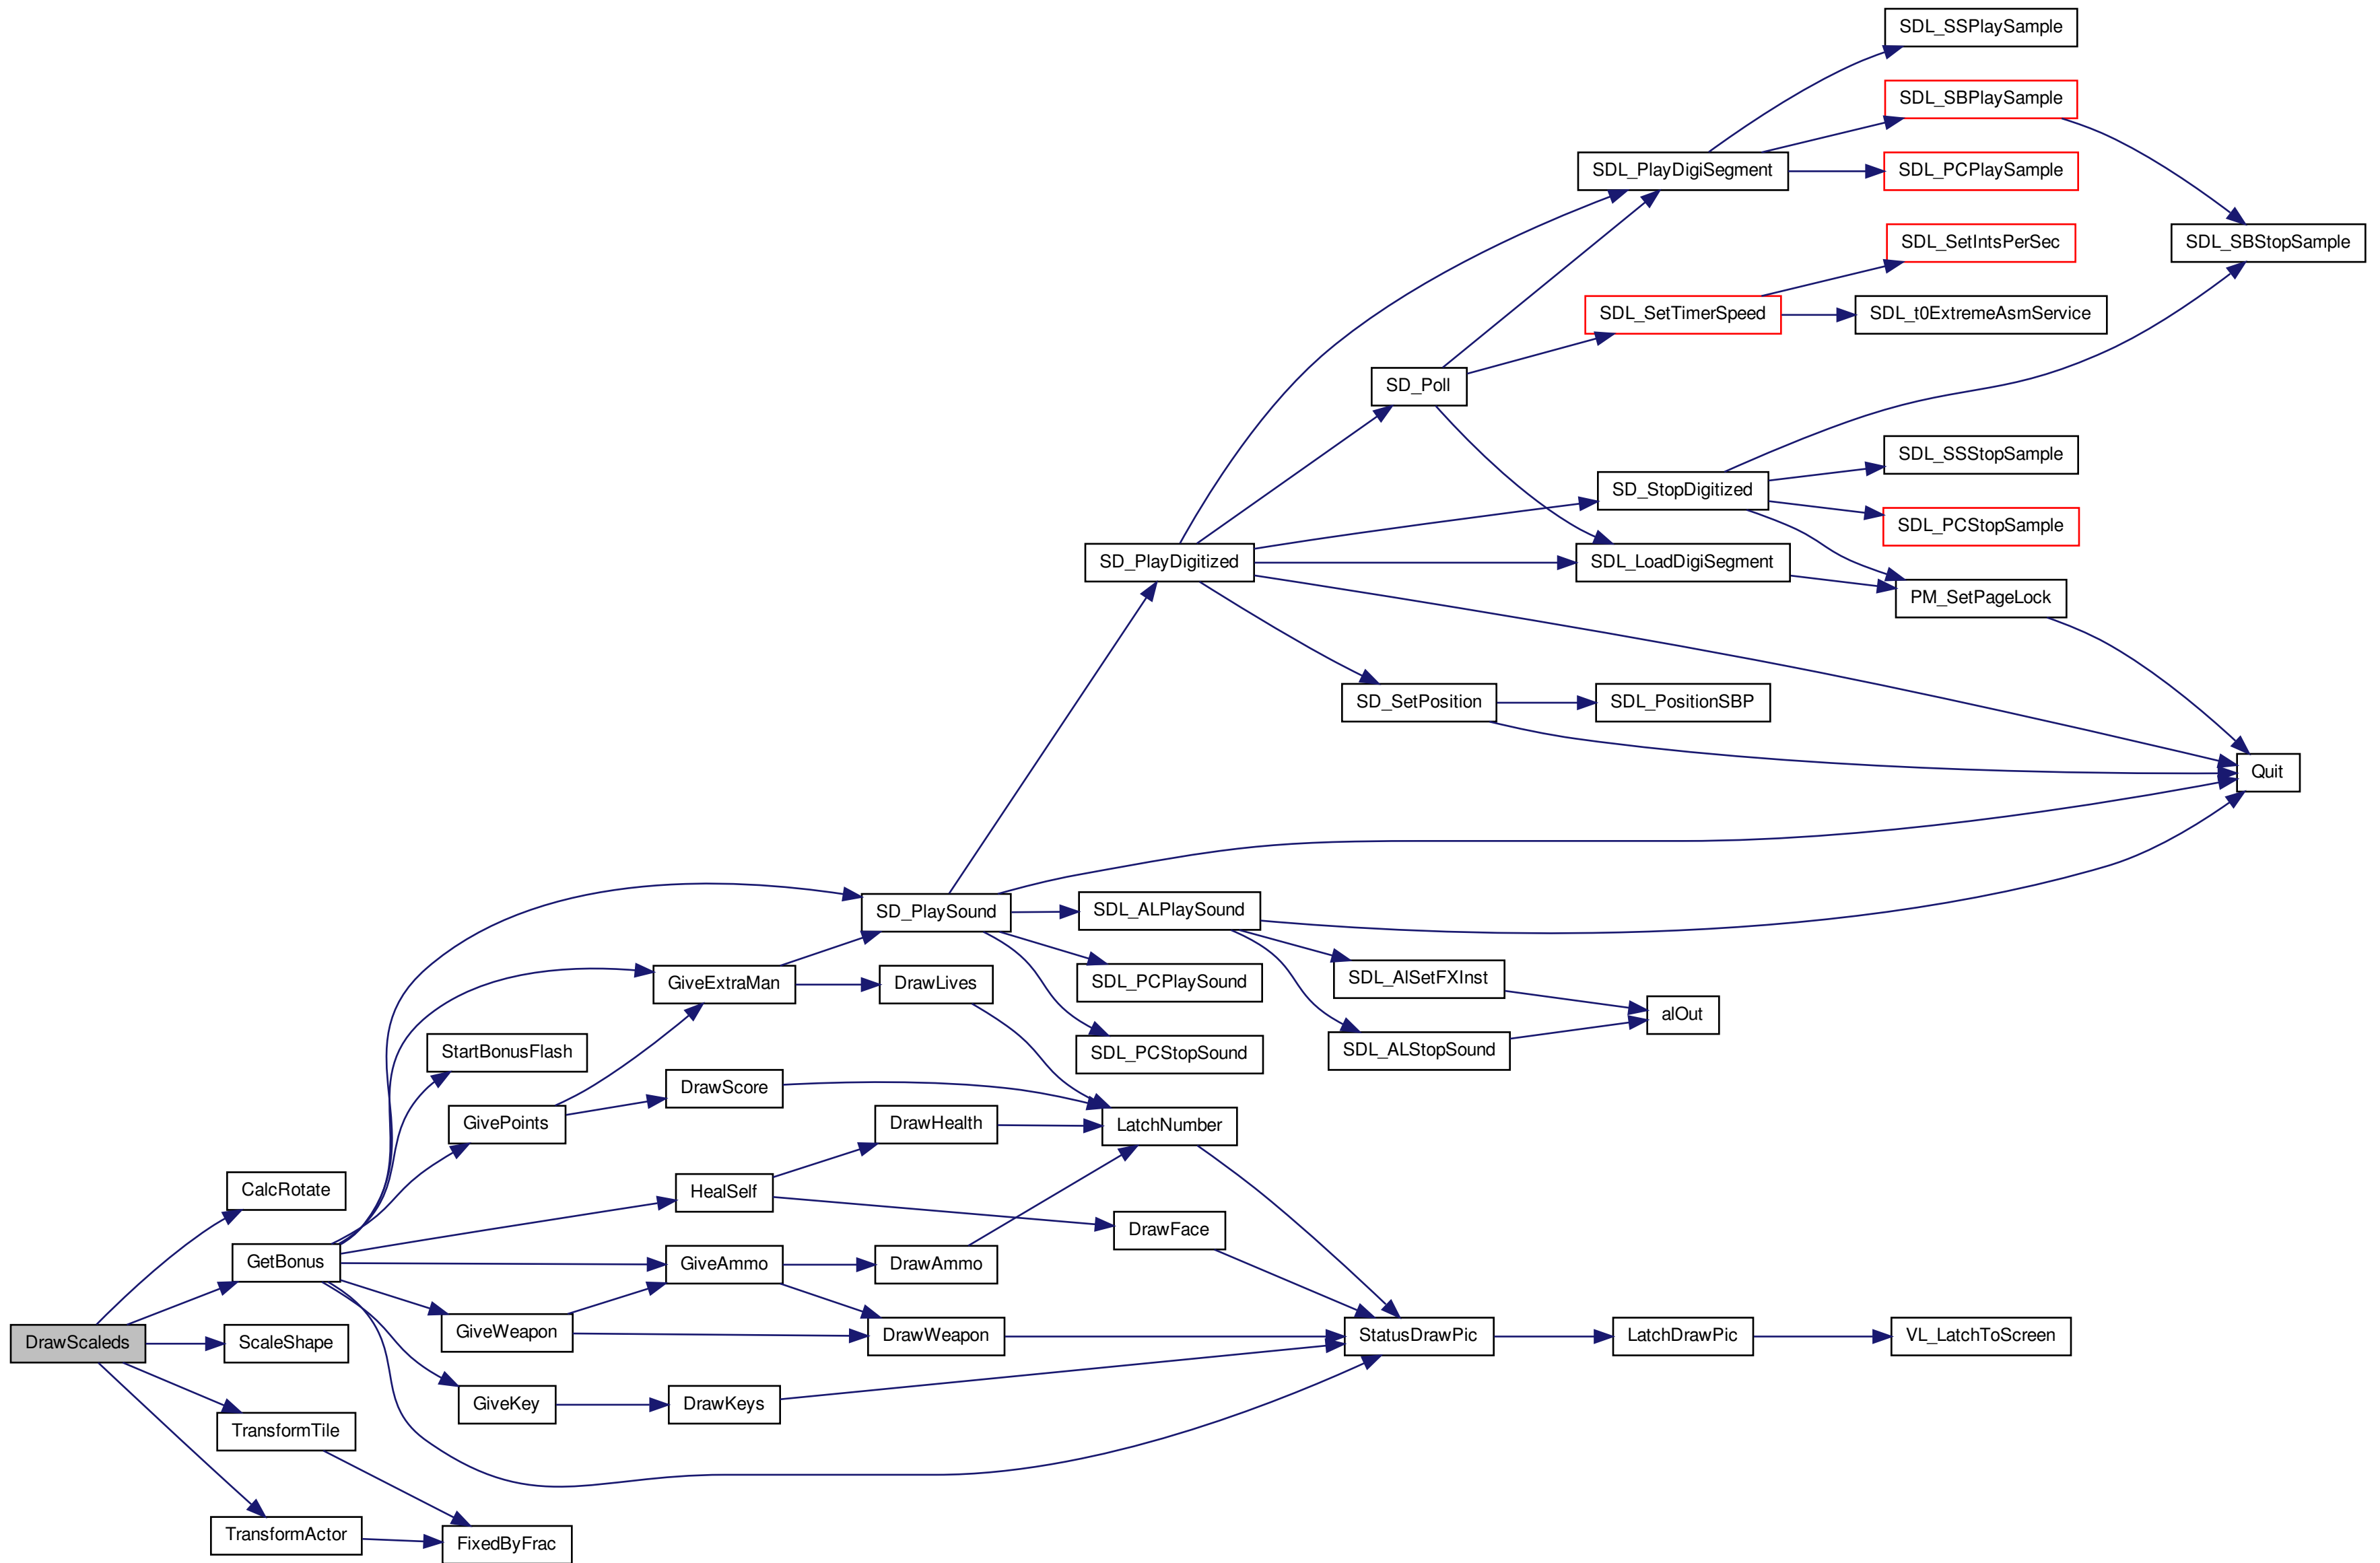 SDL_SSPlaySample
SDL_SBPlaySample
SDL_PlayDigiSegment
SDL_PCPlaySample
SDL_SetIntsPerSec
SDL_SBStopSample
SDL_SetTimerSpeed
SDL_t0ExtremeAsmService
SD_Poll
SDL_SSStopSample
SD_StopDigitized
SDL_PCStopSample
SD_PlayDigitized
SDL_LoadDigiSegment
PM_SetPageLock
SD_SetPosition
SDL_PositionSBP
Quit
SD_PlaySound
SDL_ALPlaySound
GiveExtraMan
DrawLives
SDL_PCPlaySound
SDL_AlSetFXInst
alOut
StartBonusFlash
SDL_PCStopSound
SDL_ALStopSound
DrawScore
GivePoints
DrawHealth
LatchNumber
CalcRotate
HealSelf
DrawFace
GetBonus
GiveAmmo
DrawAmmo
DrawScaleds
ScaleShape
GiveWeapon
DrawWeapon
StatusDrawPic
LatchDrawPic
VL_LatchToScreen
GiveKey
DrawKeys
TransformTile
TransformActor
FixedByFrac